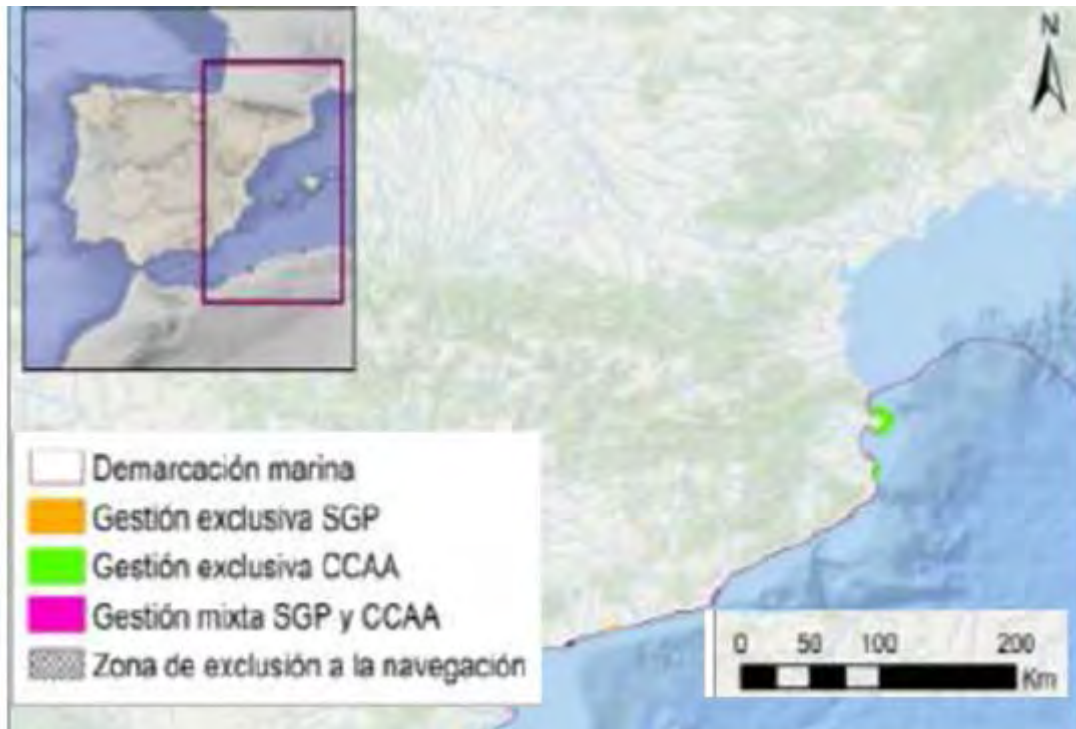 N
Demarcación marina
Gestión exclusiva SGP
Gestión exclusiva CCAA
Gestión mixta SGP y CCAA
Zona de exclusión a la navegación
0 50 100 200
Km